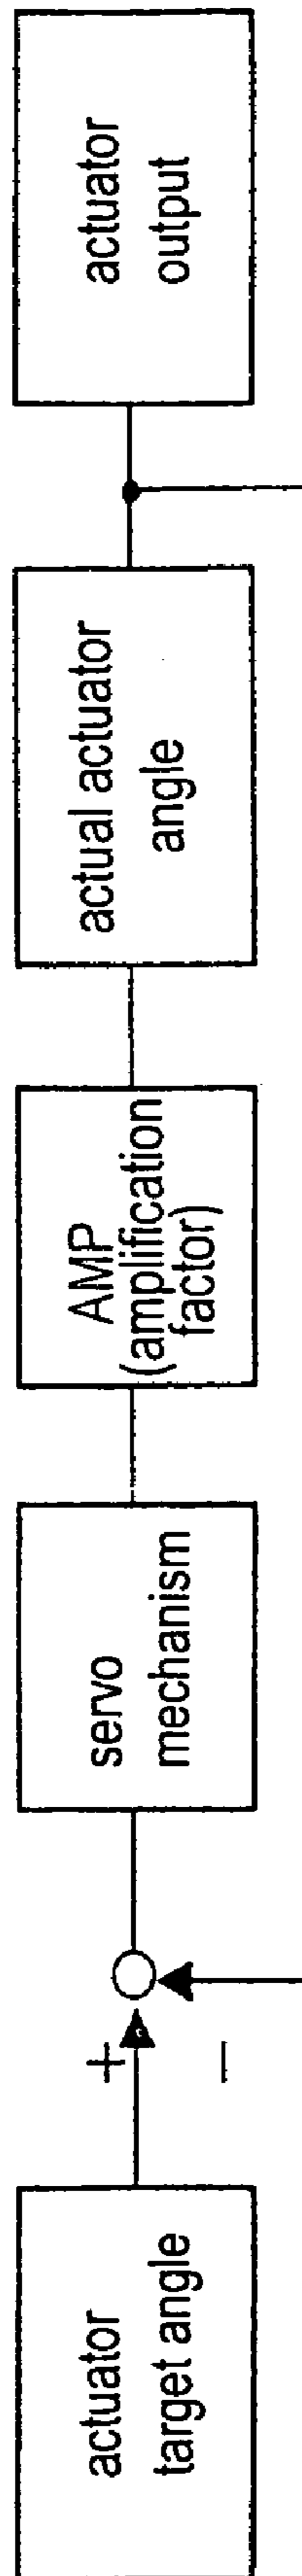 actuator
target angle
+
−
servo
mechanism
AMP
(amplification
factor)
actual actuator
angle
actuator
output